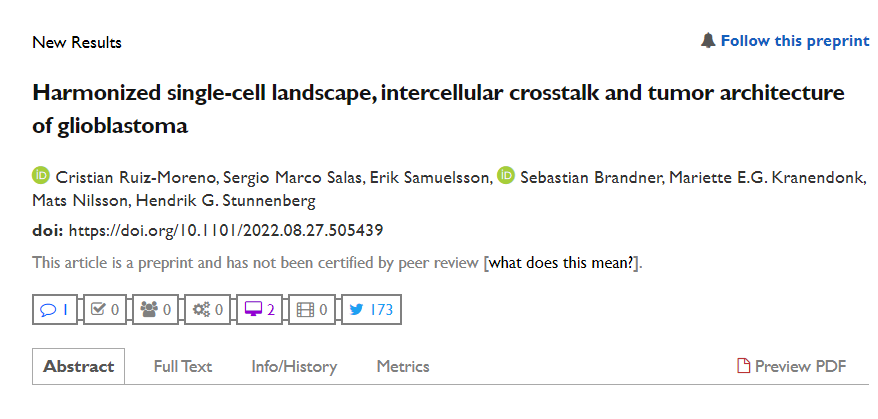 New Results
Follow this preprint
Harmonized single-cell landscape, intercellular crosstalk and tumor architecture
of glioblastoma
iD Cristian Ruiz-Moreno, Sergio Marco Salas, Erik Samuelsson, iD Sebastian Brandner, Mariette E.G. Kranendonk,
Mats Nilsson, Hendrik G. Stunnenberg
doi: https://doi.org/10.1101/2022.08.27.505439
This article is a preprint and has not been certified by peer review [what does this mean?].
1 0 0 0 2 0 173
Abstract Full Text Info/History Metrics Preview PDF